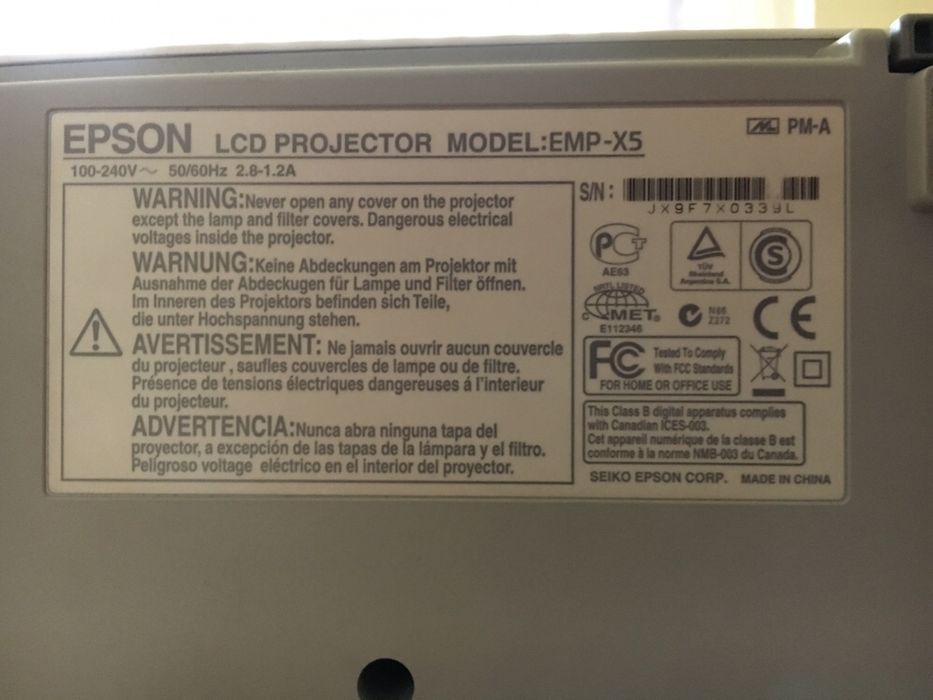 EPSON LCD PROJECTOR MODEL:EMP-X5
PM-A
100-240V~ 50/60Hz 2.8-1.2A
WARNING:Never open any cover on the projector
except the lamp and filter covers. Dangerous electrical
voltages inside the projector.
WARNUNG:Keine Abdeckungen am Projektor mit
Ausnahme der Abdeckugen für Lampe und Filter öffnen.
Im Inneren des Projektors befinden sich Teile,
die unter Hochspannung stehen.
AVERTISSEMENT: Ne jamais ouvrir aucun couvercle
du projecteur , saufles couvercles de lampe ou de filtre.
Présence de tensions électriques dangereuses á l'interieur
du projecteur.
ADVERTENCIA:Nunca abra ninguna tapa del
proyector, a excepción de las tapas de la lámpara y el filtro.
Peligroso voltage eléctrico en el interior del proyector.
S/N :
JX9F7X0339L
PCT
AE63
TÜV
Rheinland
Argentina S.A.
S
NRTL LISTED
C MET®
E112346
N86
Z272
CE
FC Tested To Comply
With FCC Standards
FOR HOME OR OFFICE USE
This Class B digital apparatus complies
with Canadian ICES-003.
Cet appareil numérique de la classe B est
conforme à la norme NMB-003 du Canada.
SEIKO EPSON CORP. MADE IN CHINA